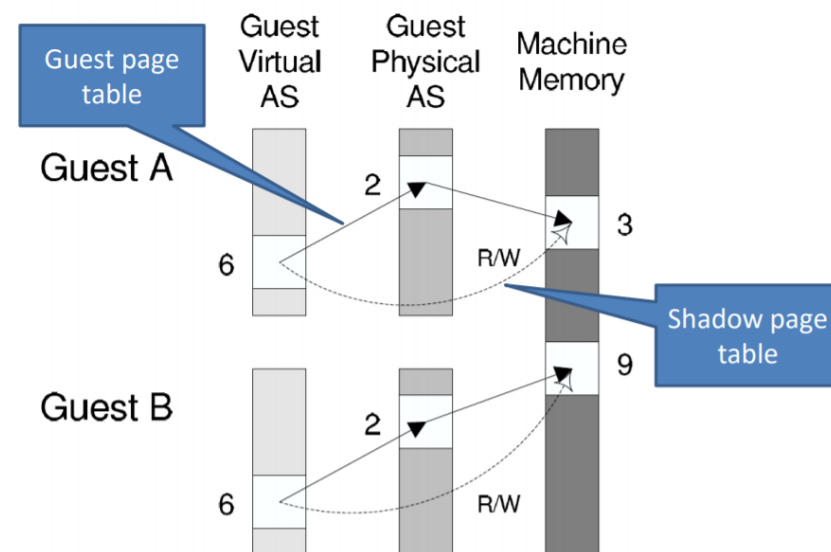 Guest
Virtual
AS
Guest
Physical
AS
Machine
Memory
Guest page
table
Guest A
2
3
6
R/W
Shadow page
table
9
Guest B
2
6
R/W